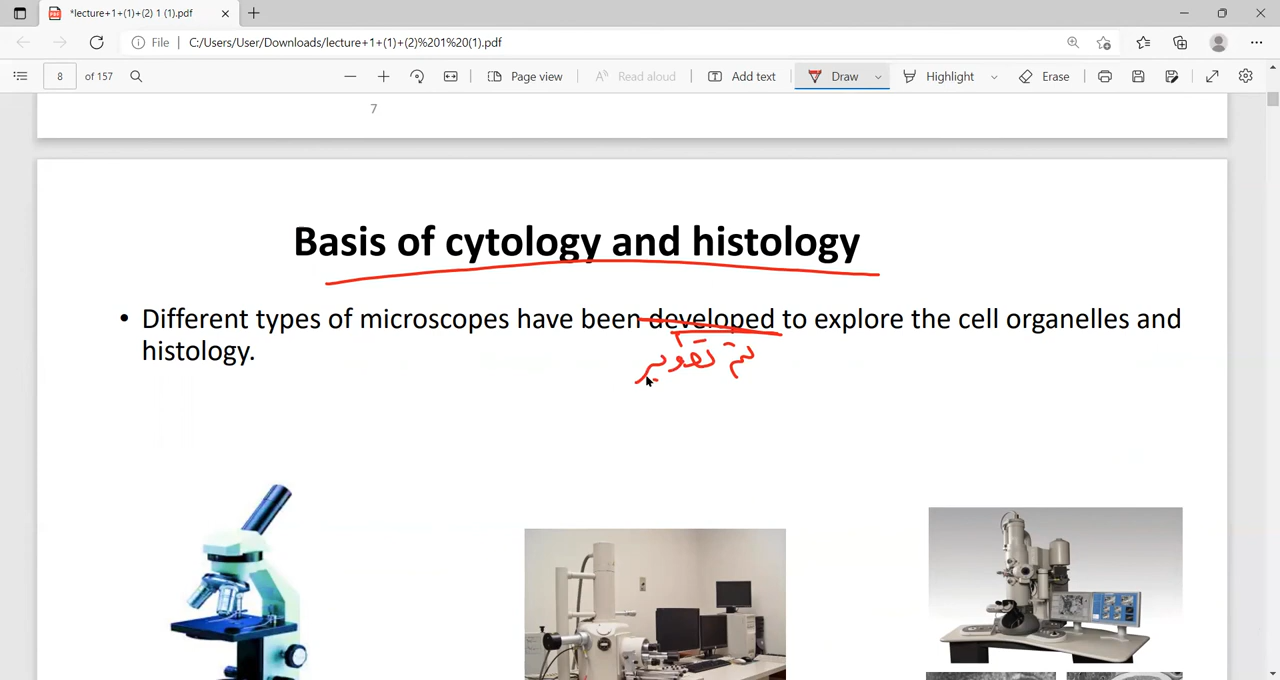 *lecture+1+(1)+(2) 1 (1).pdf
File C:/Users/User/Downloads/lecture+1+(1)+(2)%201%20(1).pdf
8 of 157 Page view Read aloud Add text Draw Highlight Erase
7
Basis of cytology and histology
• Different types of microscopes have been developed to explore the cell organelles and
histology.
تم تطوير